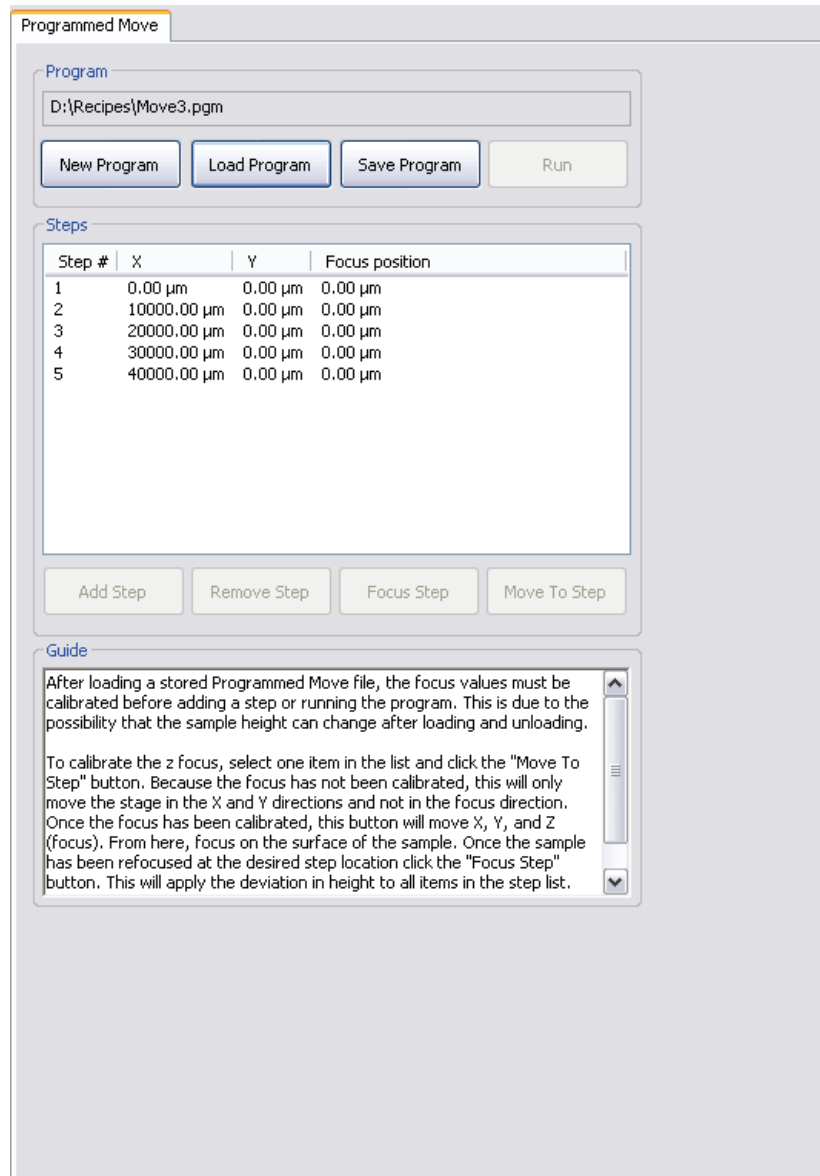 Programmed Move
Program
D:\Recipes\Move3.pgm
New Program Load Program Save Program Run
Steps
Step # X Y Focus position
1 0.00 µm 0.00 µm 0.00 µm
2 10000.00 µm 0.00 µm 0.00 µm
3 20000.00 µm 0.00 µm 0.00 µm
4 30000.00 µm 0.00 µm 0.00 µm
5 40000.00 µm 0.00 µm 0.00 µm
Add Step Remove Step Focus Step Move To Step
Guide
After loading a stored Programmed Move file, the focus values must be
calibrated before adding a step or running the program. This is due to the
possibility that the sample height can change after loading and unloading.
To calibrate the z focus, select one item in the list and click the "Move To
Step" button. Because the focus has not been calibrated, this will only
move the stage in the X and Y directions and not in the focus direction.
Once the focus has been calibrated, this button will move X, Y, and Z
(focus). From here, focus on the surface of the sample. Once the sample
has been refocused at the desired step location click the "Focus Step"
button. This will apply the deviation in height to all items in the step list.